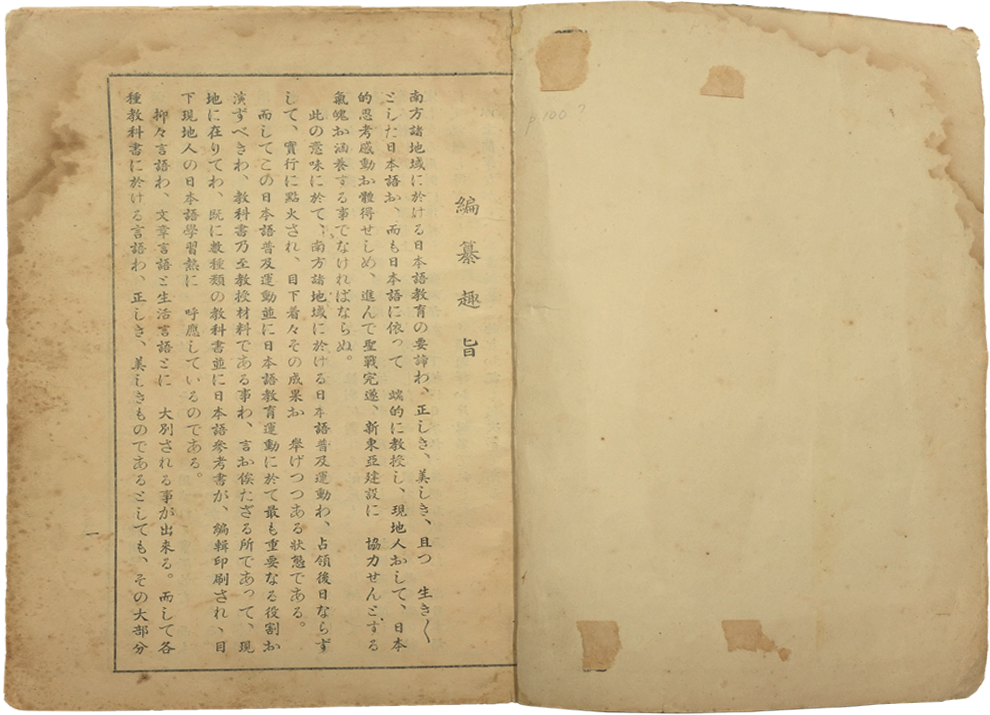 p.100?
編纂趣旨
南方諸地域に於ける日本語教育の要諦わ、正しき、美しき、且つ 生きく
とした日本語お、而も日本語に依って 端的に教授し、現地人おして、日本
的思考感動お體得せしめ、進んで聖戰完遂、新東亞建設に 協力せんとする
氣魄お涵養する事でなければならぬ。
此の意味に於て、南方諸地域に於ける日本語普及運動わ、占領後日ならず
して、實行に點火され、目下着々その成果お 擧げつつある状態である。
而してこの日本語普及運動並に日本語教育運動に於て最も重要なる役割お
演ずべきわ、教科書乃至教授材料である事わ、言お俟たざる所であって、現
地に在りてわ、既に數種類の教科書並に日本語參考書が、編輯印刷され、目
下現地人の日本語學習熱に 呼應しているのである。
抑々言語わ、文章言語と生活言語とに 大別される事が出来る。而して各
種教科書に於ける言語わ、正しき、美しきものであるとしても、その大部分
一